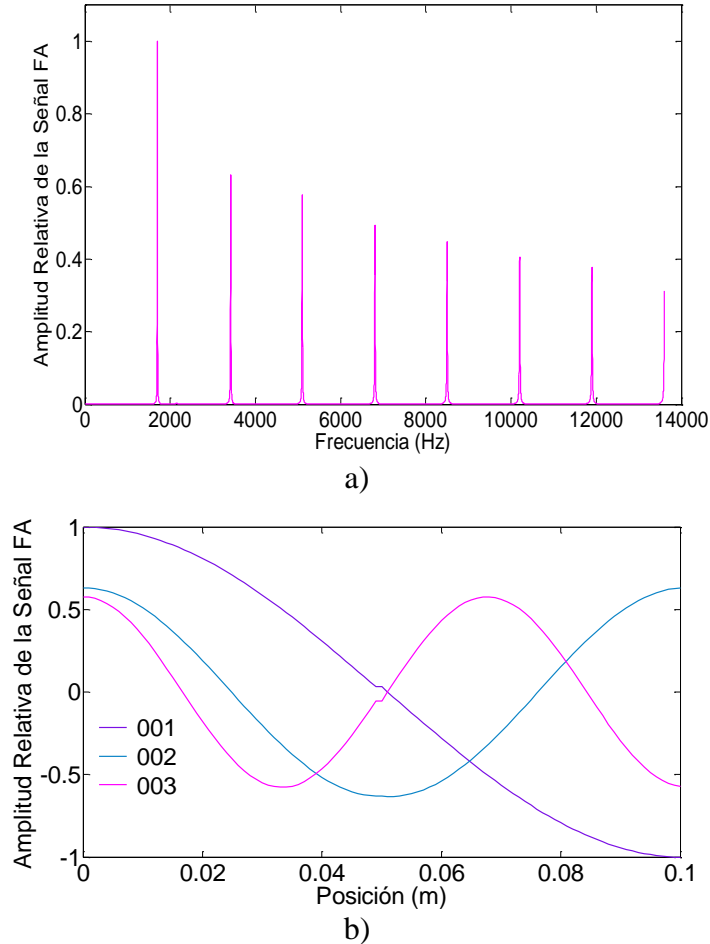 Amplitud Relativa de la Señal FA
1
0.8
0.6
0.4
0.2
0
0 2000 4000 6000 8000 10000 12000 14000
Frecuencia (Hz)
a)
Amplitud Relativa de la Señal FA
1
0.5
0
-0.5
-1
001
002
003
0 0.02 0.04 0.06 0.08 0.1
Posición (m)
b)